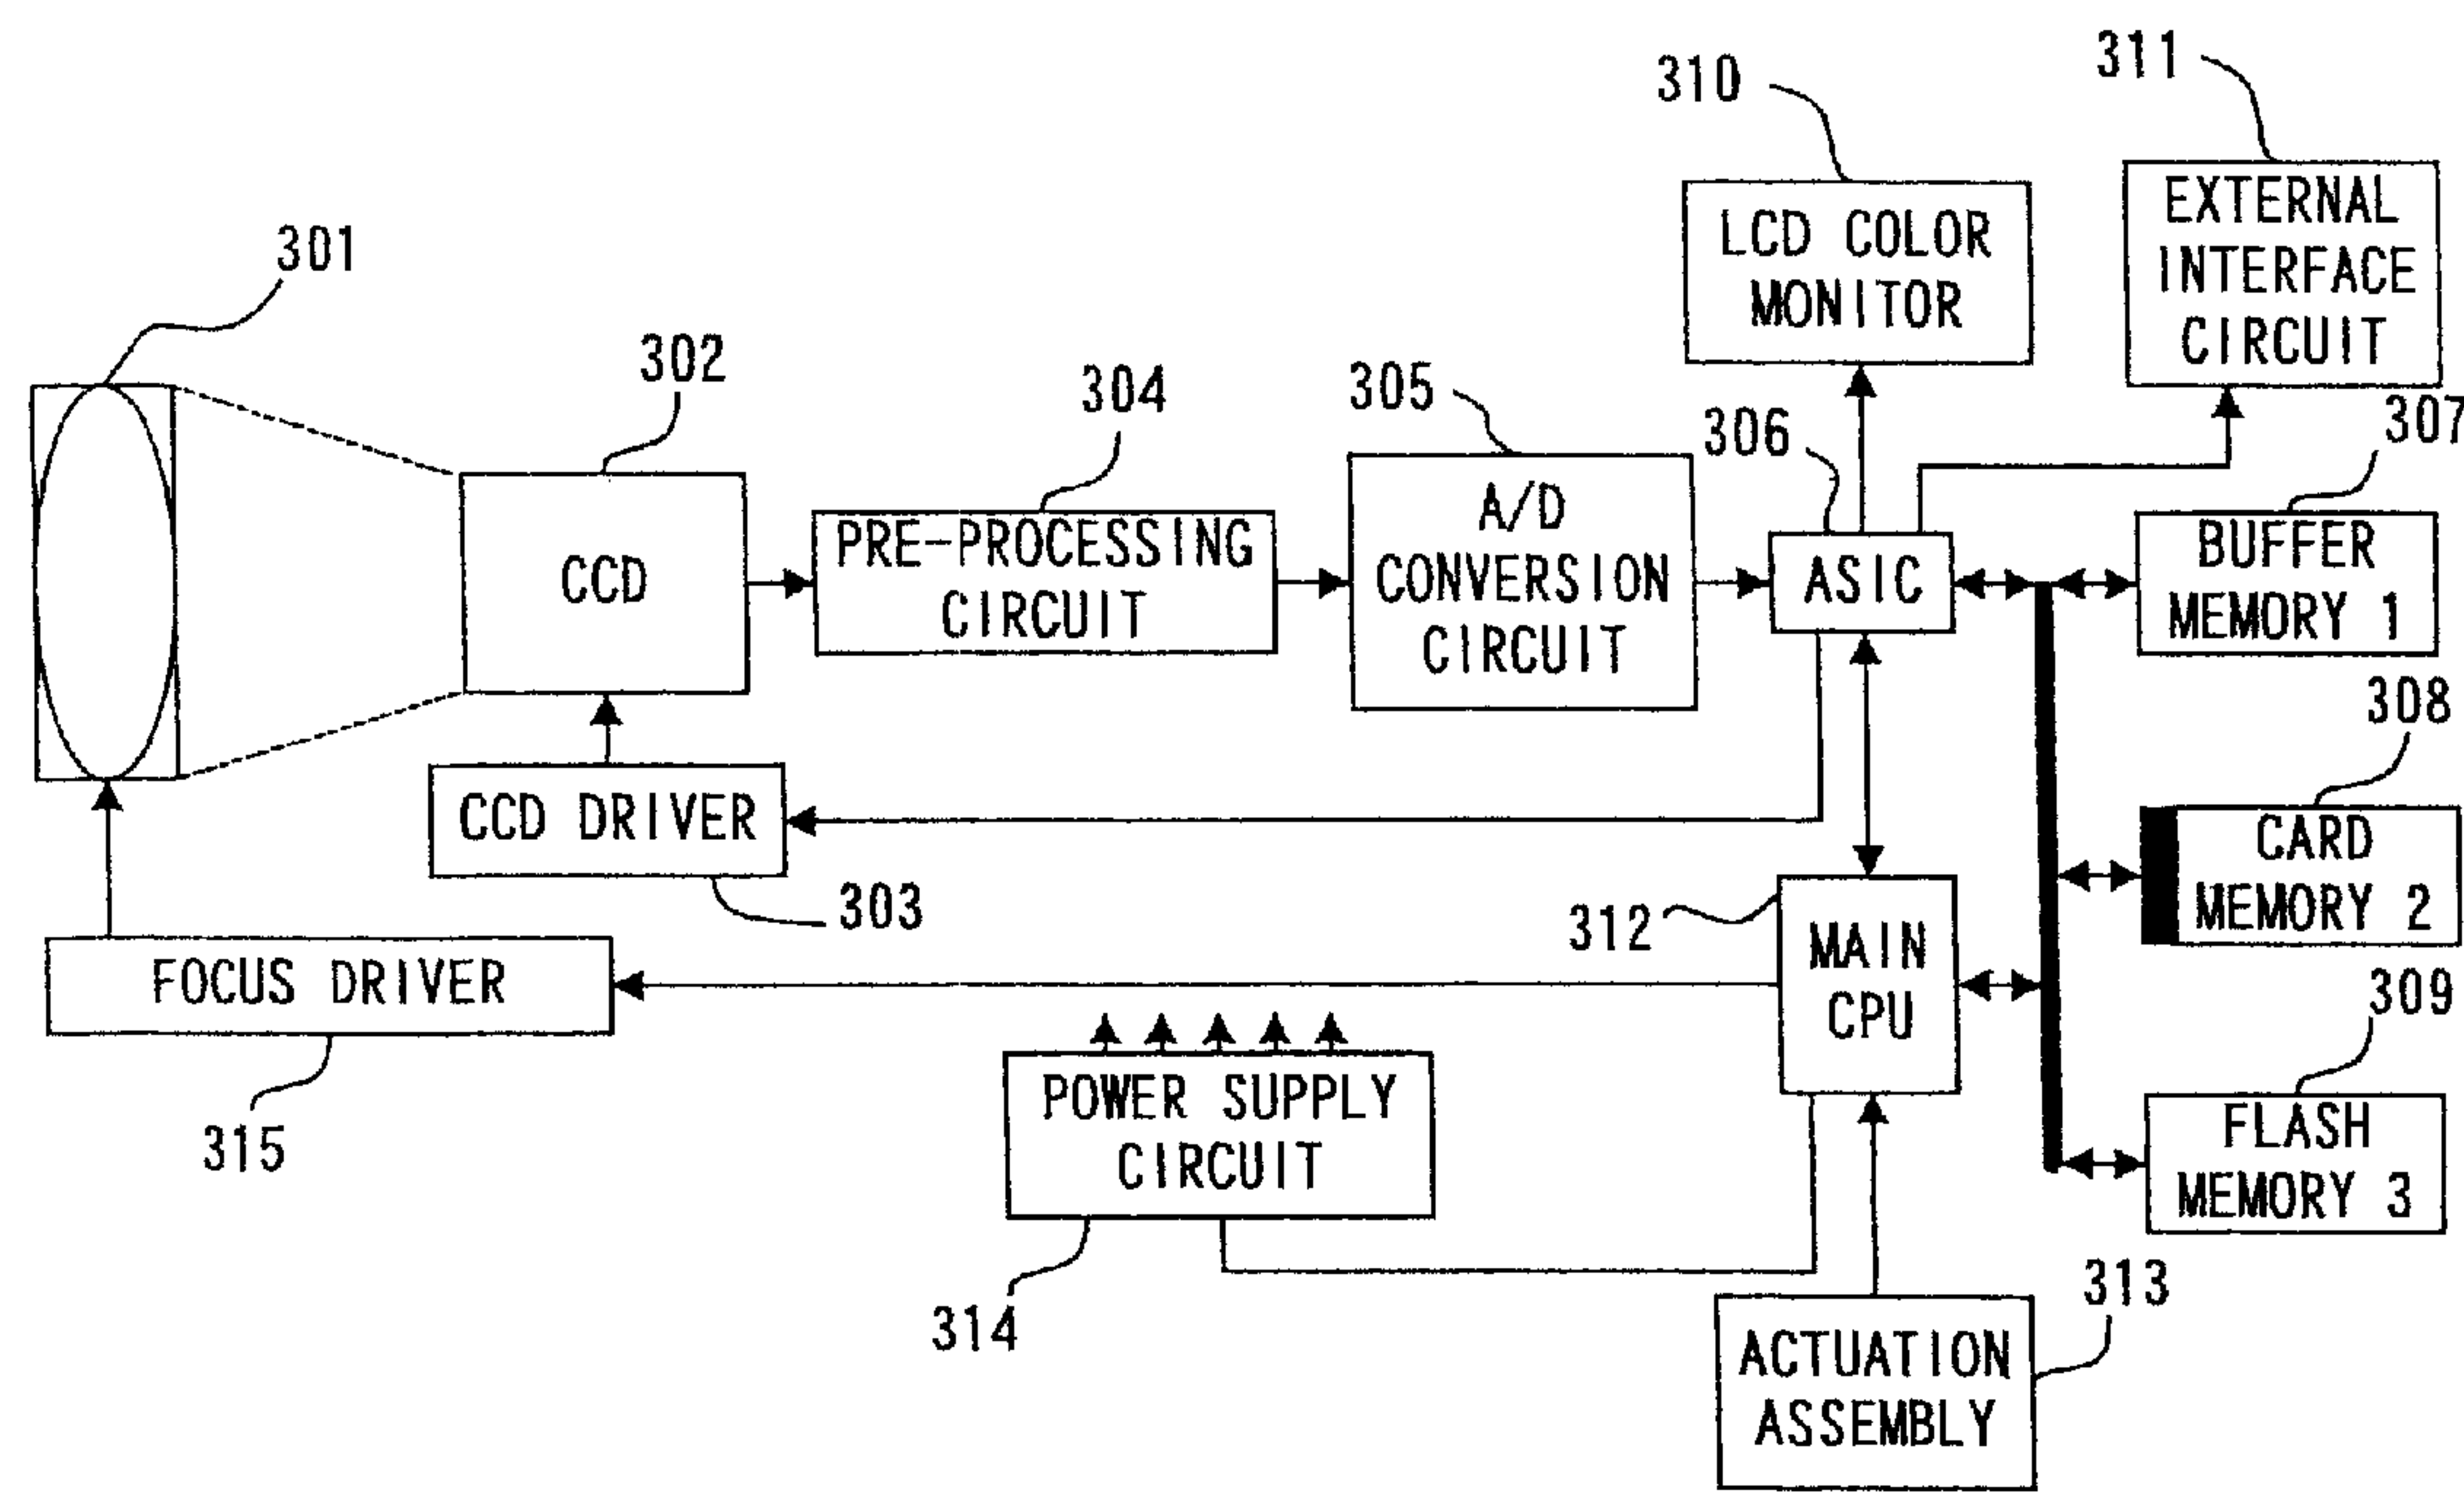 311
310
EXTERNAL
INTERFACE
CIRCUIT
LCD COLOR
MONITOR
301
302
304
305
306
307
CCD
PRE-PROCESSING
CIRCUIT
A/D
CONVERSION
CIRCUIT
ASIC
BUFFER
MEMORY 1
308
CCD DRIVER
303
CARD
MEMORY 2
312
MAIN
CPU
309
FOCUS DRIVER
315
POWER SUPPLY
CIRCUIT
FLASH
MEMORY 3
314
313
ACTUATION
ASSEMBLY